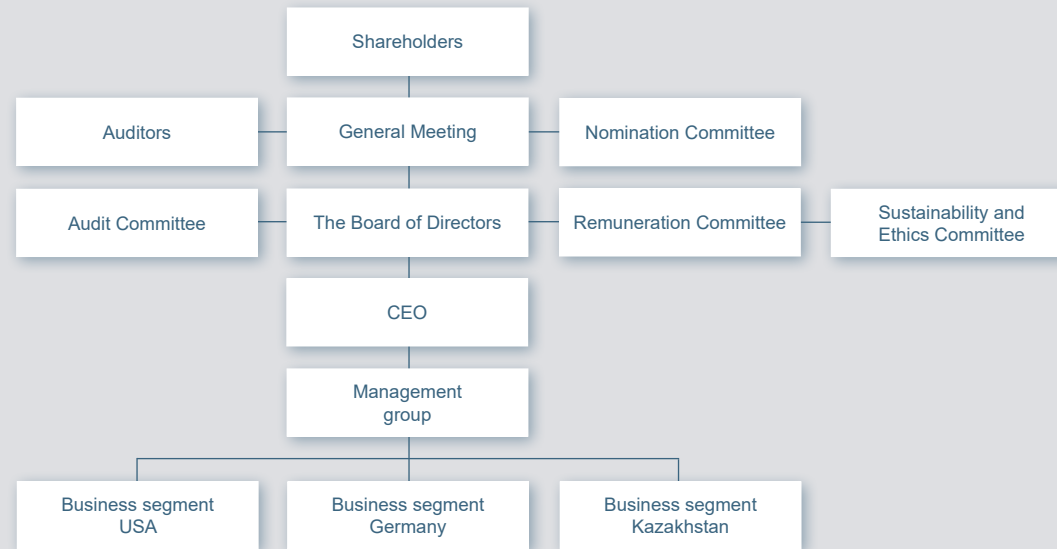 Shareholders
Auditors
General Meeting
Nomination Committee
Audit Committee
The Board of Directors
Remuneration Committee
Sustainability and
Ethics Committee
CEO
Management
group
Business segment
USA
Business segment
Germany
Business segment
Kazakhstan